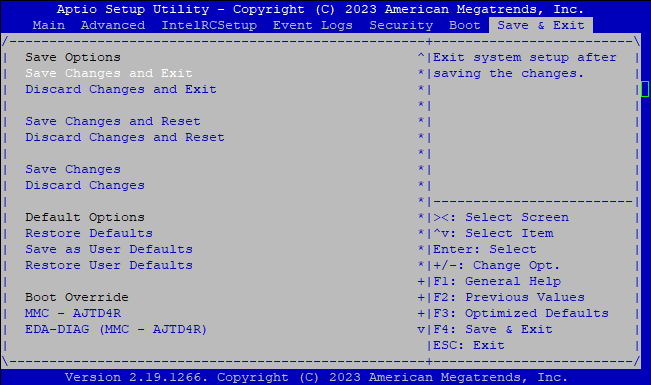 Aptio Setup Utility - Copyright (C) 2023 American Megatrends, Inc.
Main Advanced IntelRCSetup Event Logs Security Boot Save & Exit
Save Options
Save Changes and Exit
Discard Changes and Exit
Save Changes and Reset
Discard Changes and Reset
Save Changes
Discard Changes
Default Options
Restore Defaults
Save as User Defaults
Restore User Defaults
Boot Override
MMC - AJTD4R
EDA-DIAG (MMC - AJTD4R)
Exit system setup after
saving the changes.
><: Select Screen
^v: Select Item
Enter: Select
+/-: Change Opt.
F1: General Help
F2: Previous Values
F3: Optimized Defaults
F4: Save & Exit
ESC: Exit
Version 2.19.1266. Copyright (C) 2023 American Megatrends, Inc.